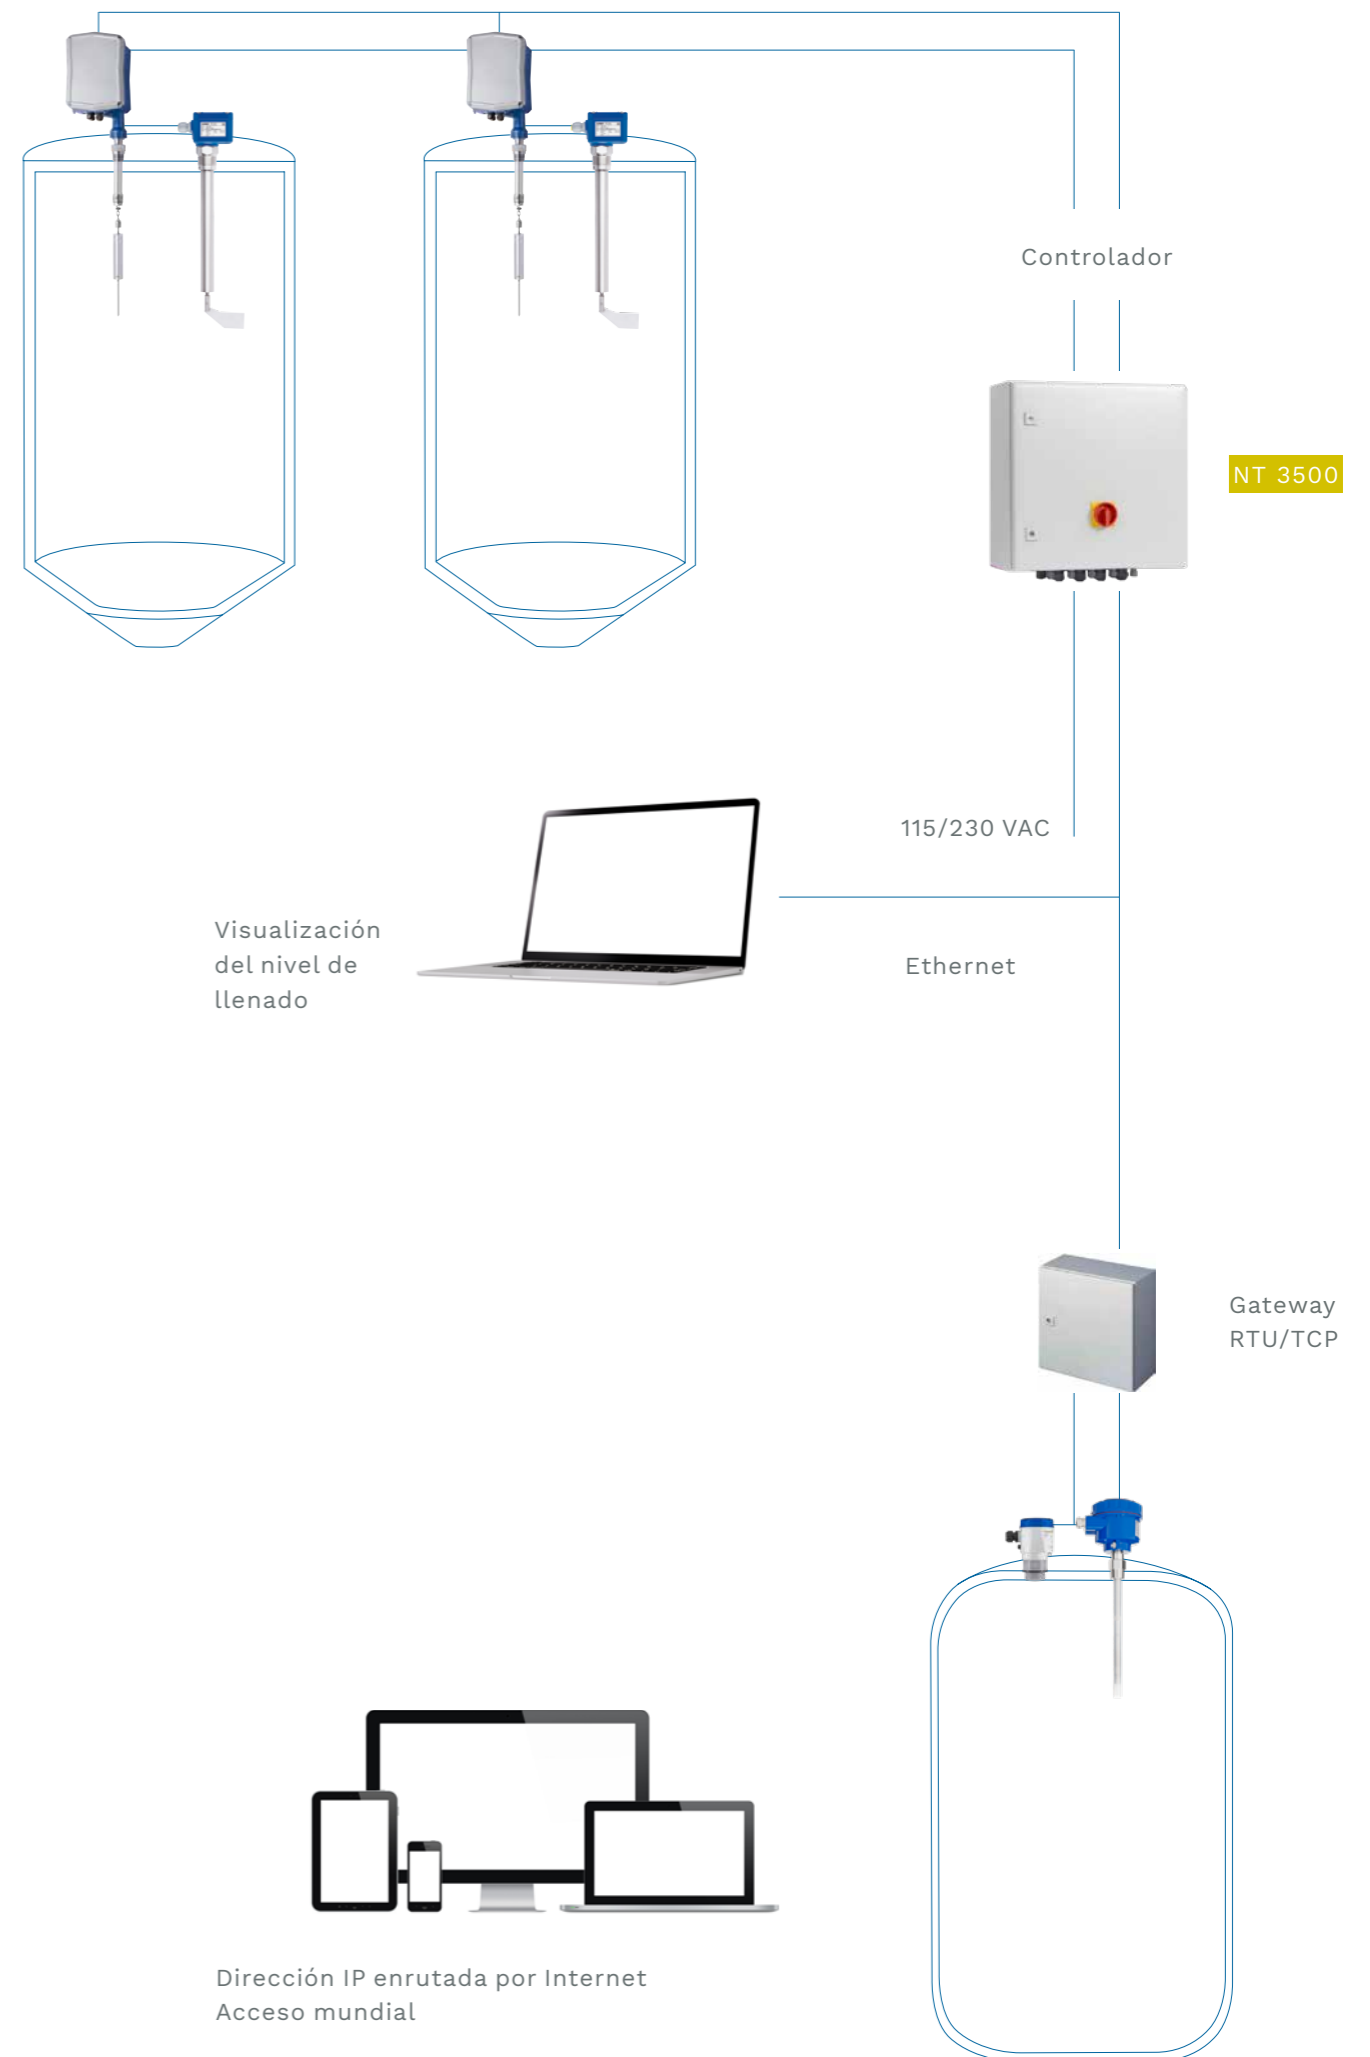 Controlador
NT 3500
115/230 VAC
Visualización
del nivel de
llenado
Ethernet
Gateway
RTU/TCP
Dirección IP enrutada por Internet
Acceso mundial